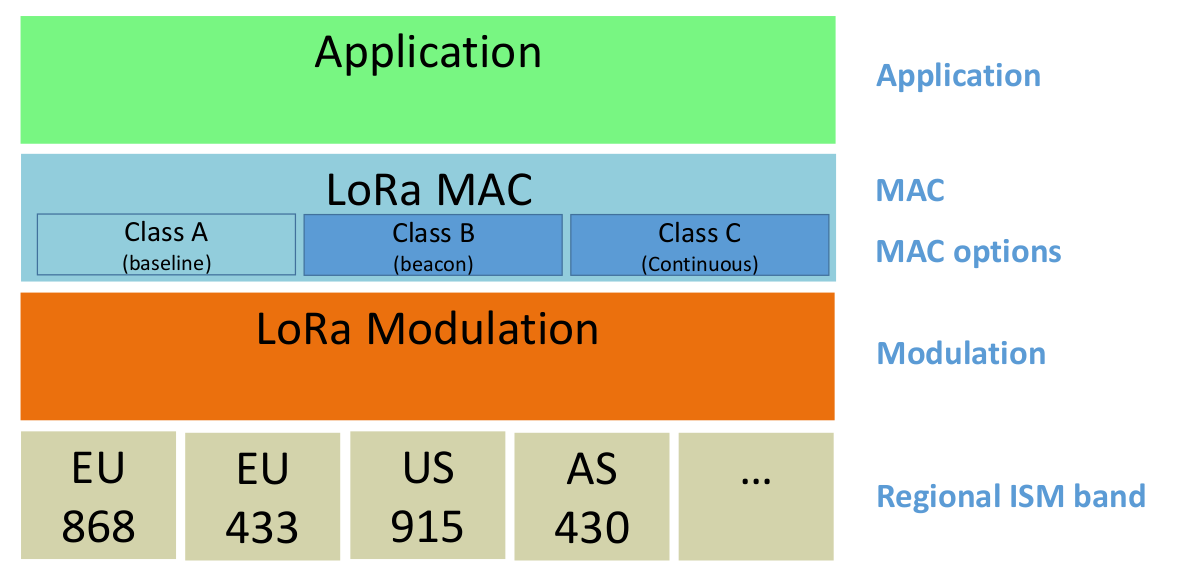 Application
Application
LoRa MAC
MAC
Class A
(baseline)
Class B
(beacon)
Class C
(Continuous)
MAC options
LoRa Modulation
Modulation
EU
868
EU
433
US
915
AS
430
...
Regional ISM band